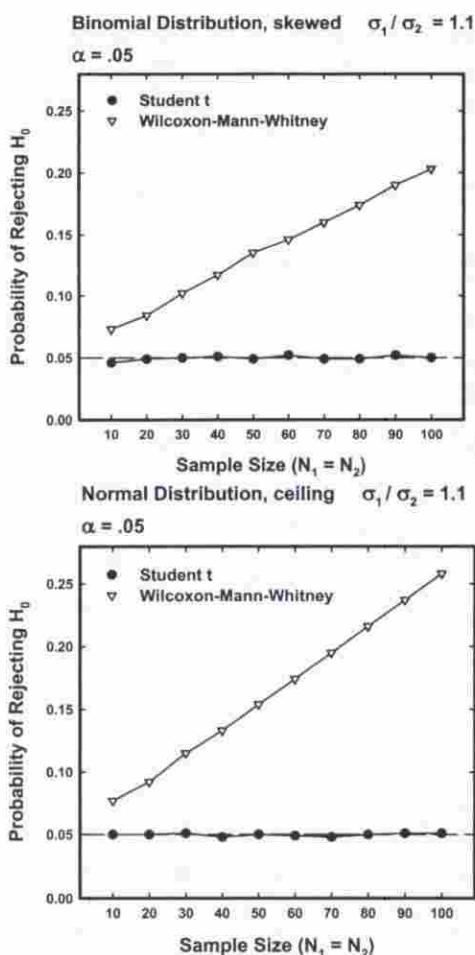 Binomial Distribution, skewed σ₁ / σ₂ = 1.1
α = .05
Student t
Wilcoxon-Mann-Whitney
0.25
0.20
0.15
0.10
0.05
0.00
Probability of Rejecting H₀
10 20 30 40 50 60 70 80 90 100
Sample Size (N₁ = N₂)
Normal Distribution, ceiling σ₁ / σ₂ = 1.1
α = .05
Student t
Wilcoxon-Mann-Whitney
0.25
0.20
0.15
0.10
0.05
0.00
Probability of Rejecting H₀
10 20 30 40 50 60 70 80 90 100
Sample Size (N₁ = N₂)